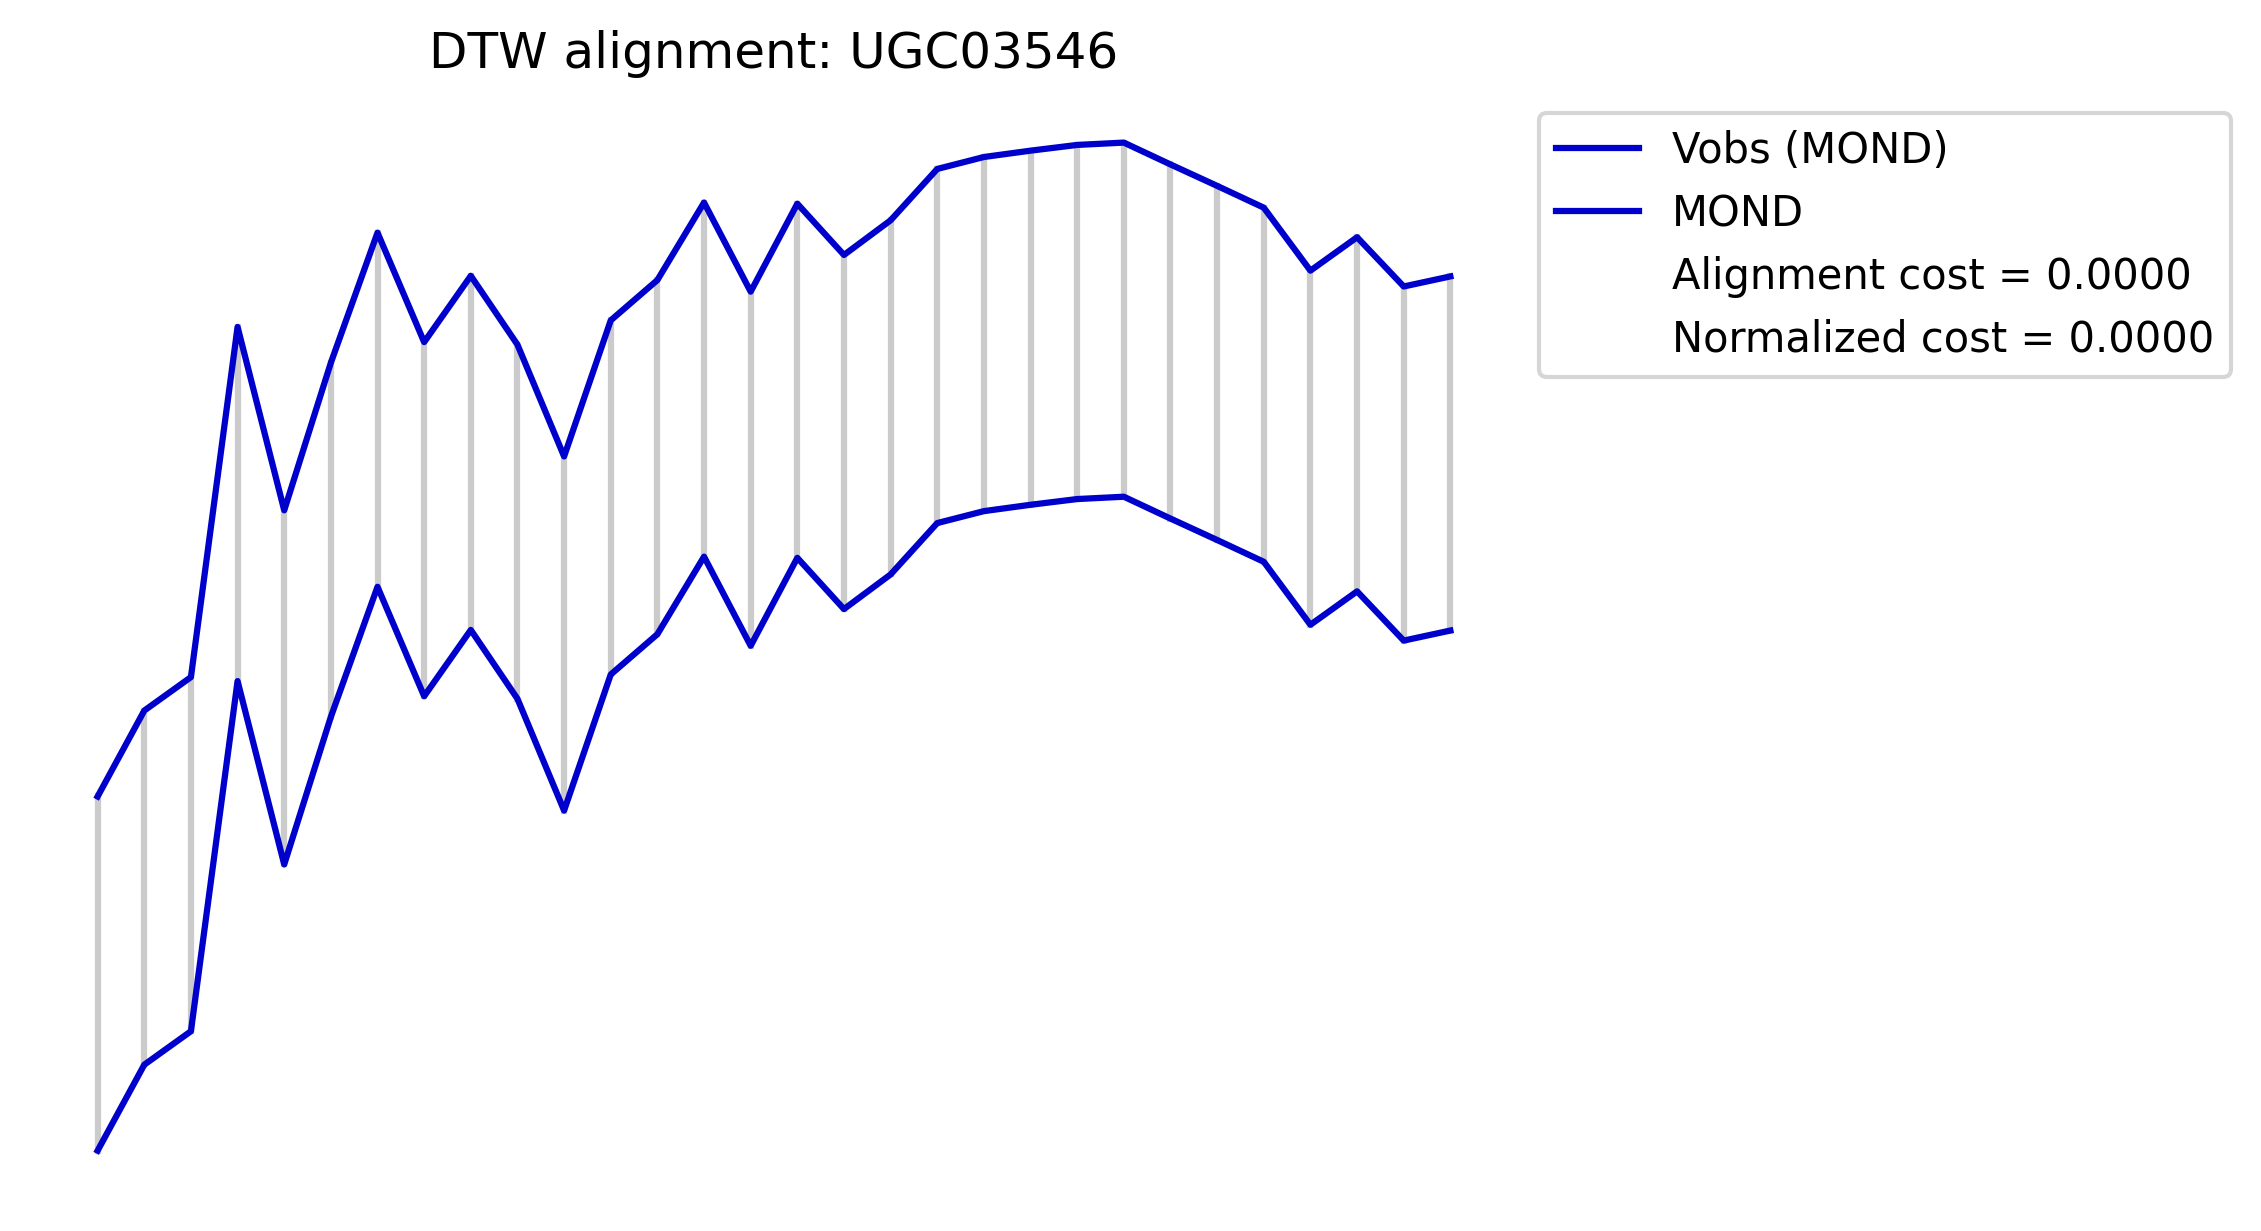 DTW alignment: UGC03546
Vobs (MOND)
MOND
Alignment cost = 0.0000
Normalized cost = 0.0000